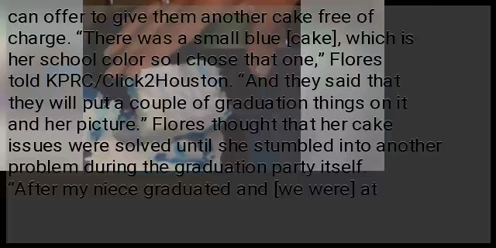 can offer to give them another cake free of
charge. “There was a small blue [cake], which is
her school color so I chose that one,” Flores
told KPRC/Click2Houston. “And they said that
they will put a couple of graduation things on it
and her picture.” Flores thought that her cake
issues were solved until she stumbled into another
problem during the graduation party itself.
“After my niece graduated and [we were] at